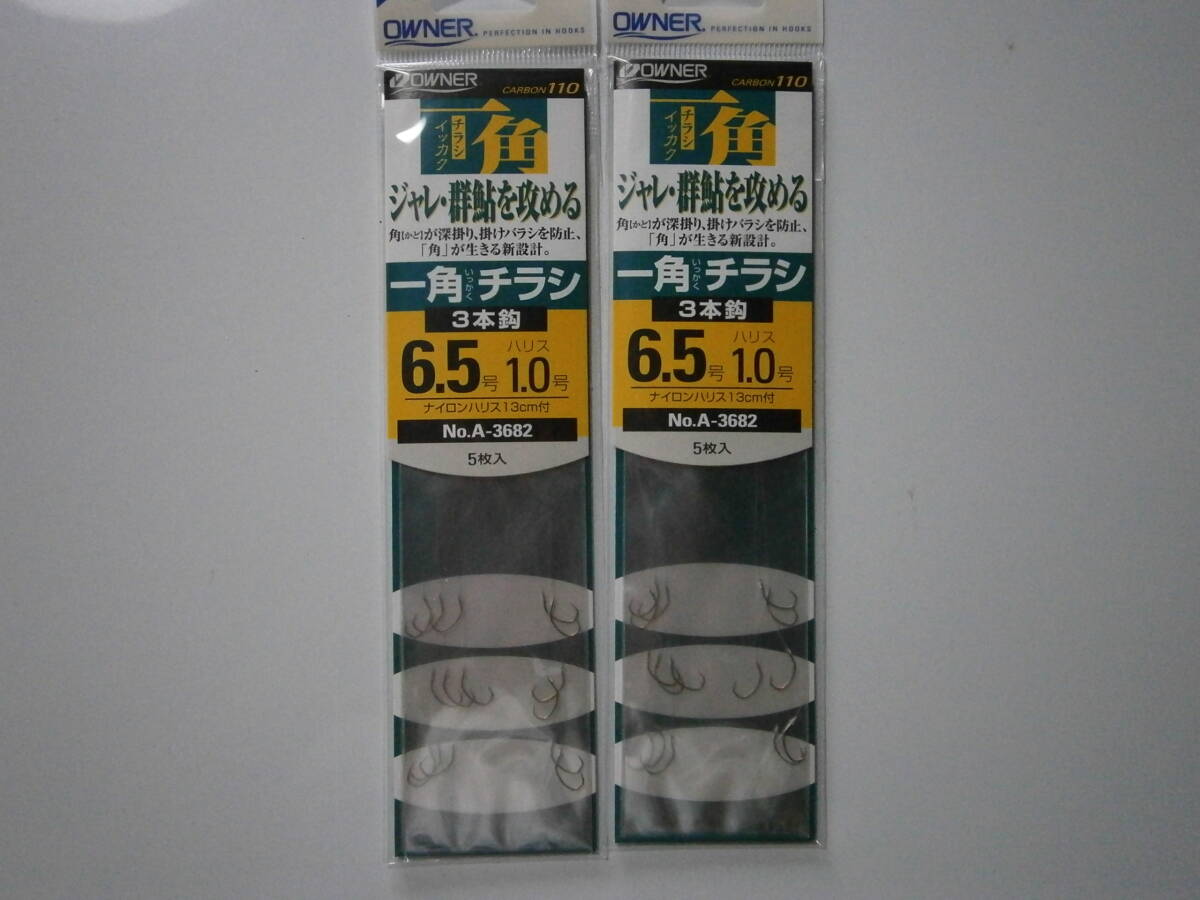 OWNER. PERFECTION IN HOOKS
OWNER
CARBON 110
一角
チラシ
イッカク
ジャレ・群鮎を攻める
角[かど]が深掛り、掛けバラシを防止、
「角」が生きる新設計。
一角いっかくチラシ
3本鈎
6.5号 ハリス 1.0号
ナイロンハリス13cm付
No.A-3682
5枚入
OWNER. PERFECTION IN HOOKS
OWNER
CARBON 110
一角
チラシ
イッカク
ジャレ・群鮎を攻める
角[かど]が深掛り、掛けバラシを防止、
「角」が生きる新設計。
一角いっかくチラシ
3本鈎
6.5号 ハリス 1.0号
ナイロンハリス13cm付
No.A-3682
5枚入